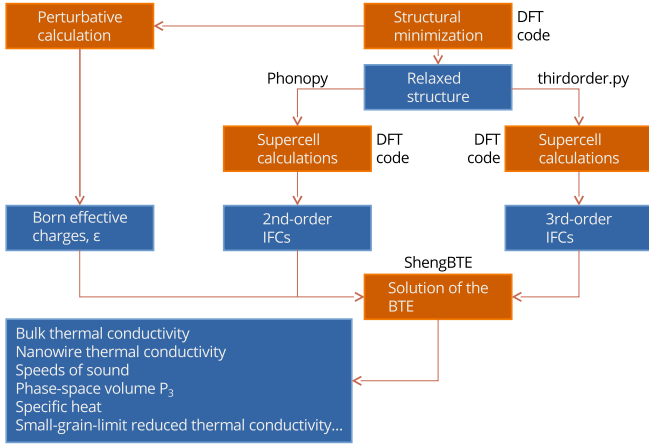 Perturbative
calculation
Structural
minimization
DFT
code
Phonopy
Relaxed
structure
thirdorder.py
Supercell
calculations
DFT
code
DFT
code
Supercell
calculations
Born effective
charges, ε
2nd-order
IFCs
3rd-order
IFCs
ShengBTE
Solution of the
BTE
Bulk thermal conductivity
Nanowire thermal conductivity
Speeds of sound
Phase-space volume P₃
Specific heat
Small-grain-limit reduced thermal conductivity...